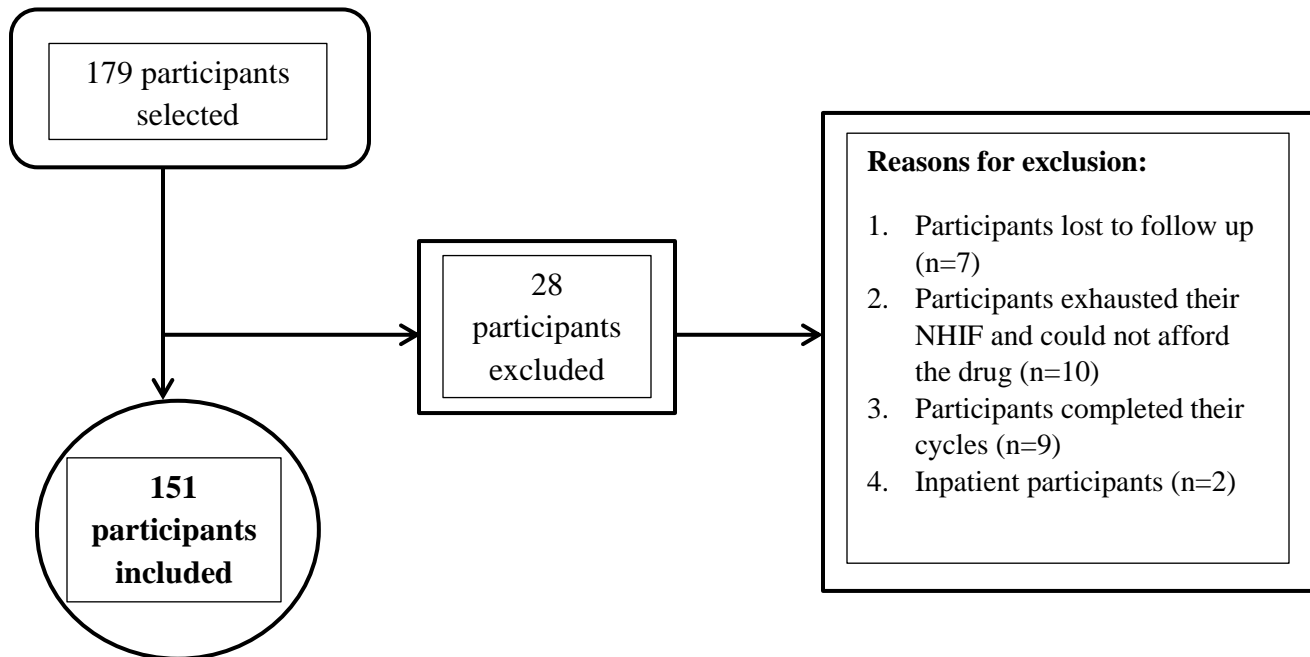 179 participants
selected
28
participants
excluded
151
participants
included
Reasons for exclusion:
1. Participants lost to follow up
(n=7)
2. Participants exhausted their
NHIF and could not afford
the drug (n=10)
3. Participants completed their
cycles (n=9)
4. Inpatient participants (n=2)